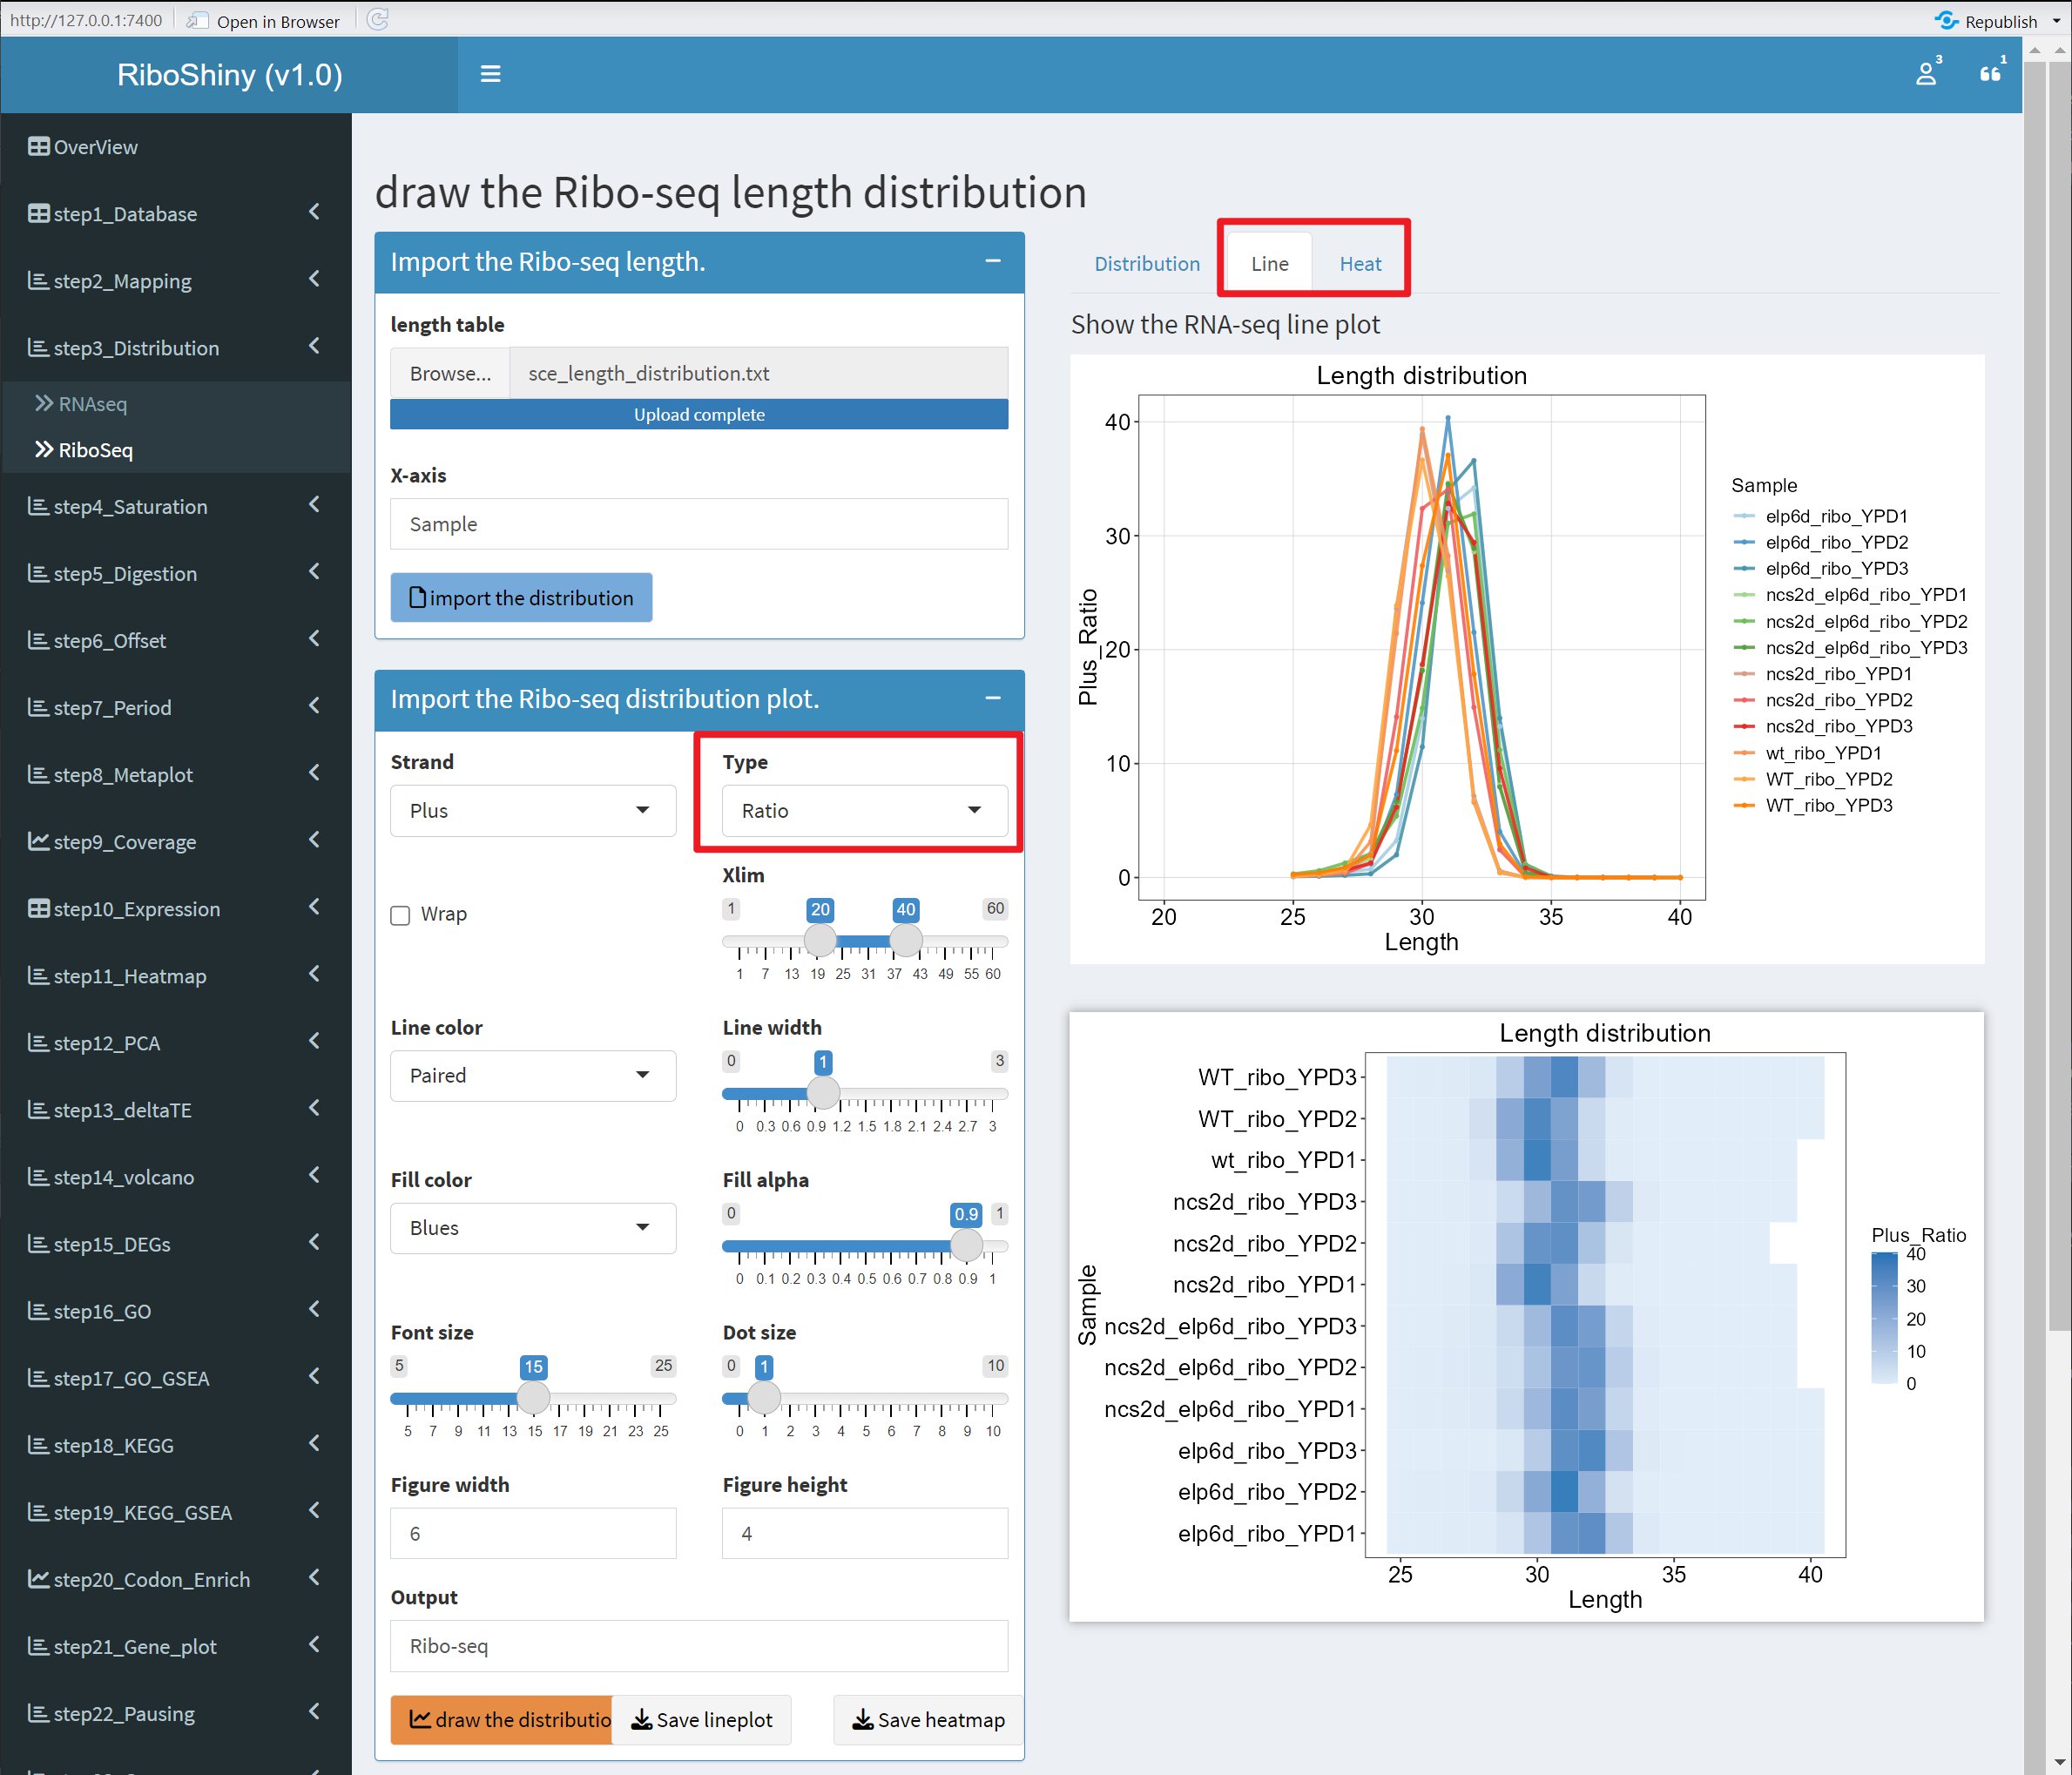 http://127.0.0.1:7400
Open in Browser
Republish
RiboShiny (v1.0)
3
1
OverView
step1_Database
step2_Mapping
step3_Distribution
RNAseq
RiboSeq
step4_Saturation
step5_Digestion
step6_Offset
step7_Period
step8_Metaplot
step9_Coverage
step10_Expression
step11_Heatmap
step12_PCA
step13_deltaTE
step14_volcano
step15_DEGs
step16_GO
step17_GO_GSEA
step18_KEGG
step19_KEGG_GSEA
step20_Codon_Enrich
step21_Gene_plot
step22_Pausing
draw the Ribo-seq length distribution
Import the Ribo-seq length.
length table
Browse... sce_length_distribution.txt
Upload complete
X-axis
Sample
import the distribution
Import the Ribo-seq distribution plot.
Strand Type
Plus Ratio
Wrap
Xlim
1 20 40 60
1 7 13 19 25 31 37 43 49 55 60
Line color Line width
Paired
0 1 3
0 0.3 0.6 0.9 1.2 1.5 1.8 2.1 2.4 2.7 3
Fill color Fill alpha
Blues
0 0.9 1
0 0.1 0.2 0.3 0.4 0.5 0.6 0.7 0.8 0.9 1
Font size Dot size
5 15 25
5 7 9 11 13 15 17 19 21 23 25
0 1 10
0 1 2 3 4 5 6 7 8 9 10
Figure width Figure height
6 4
Output
Ribo-seq
draw the distributio
Save lineplot
Save heatmap
Distribution Line Heat
Show the RNA-seq line plot
Length distribution
Plus_Ratio
40
30
20
10
0
20 25 30 35 40
Length
Sample
elp6d_ribo_YPD1
elp6d_ribo_YPD2
elp6d_ribo_YPD3
ncs2d_elp6d_ribo_YPD1
ncs2d_elp6d_ribo_YPD2
ncs2d_elp6d_ribo_YPD3
ncs2d_ribo_YPD1
ncs2d_ribo_YPD2
ncs2d_ribo_YPD3
wt_ribo_YPD1
WT_ribo_YPD2
WT_ribo_YPD3
Length distribution
Sample
WT_ribo_YPD3
WT_ribo_YPD2
wt_ribo_YPD1
ncs2d_ribo_YPD3
ncs2d_ribo_YPD2
ncs2d_ribo_YPD1
ncs2d_elp6d_ribo_YPD3
ncs2d_elp6d_ribo_YPD2
ncs2d_elp6d_ribo_YPD1
elp6d_ribo_YPD3
elp6d_ribo_YPD2
elp6d_ribo_YPD1
25 30 35 40
Length
Plus_Ratio
40
30
20
10
0